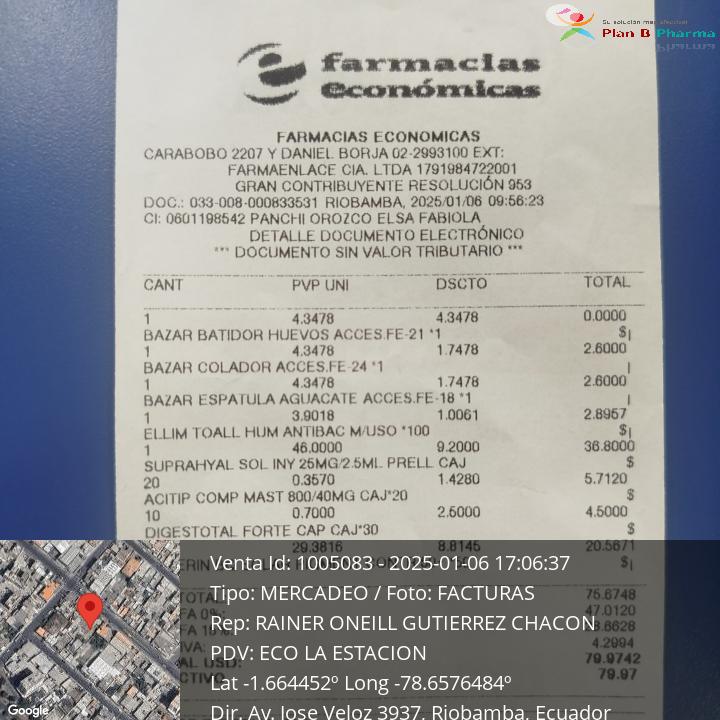 Su solución más efectiva!
Plan B Pharma
farmacias
económicas
FARMACIAS ECONOMICAS
CARABOBO 2207 Y DANIEL BORJA 02-2993100 EXT:
FARMAENLACE CIA. LTDA 1791984722001
GRAN CONTRIBUYENTE RESOLUCIÓN 953
DOC.: 033-008-000833531 RIOBAMBA, 2025/01/06 09:56:23
CI: 0601198542 PANCHI OROZCO ELSA FABIOLA
DETALLE DOCUMENTO ELECTRÓNICO
*** DOCUMENTO SIN VALOR TRIBUTARIO ***
CANT PVP UNI DSCTO TOTAL
1 4.3478 4.3478 0.0000
BAZAR BATIDOR HUEVOS ACCES.FE-21 *1 $|
1 4.3478 1.7478 2.6000
BAZAR COLADOR ACCES.FE-24 *1 |
1 4.3478 1.7478 2.6000
BAZAR ESPATULA AGUACATE ACCES.FE-18 *1 |
1 3.9018 1.0061 2.8957
ELLIM TOALL HUM ANTIBAC M/USO *100 $|
1 46.0000 9.2000 36.8000
SUPRAHYAL SOL INY 25MG/2.5ML PRELL CAJ $
20 0.3570 1.4280 5.7120
ACITIP COMP MAST 800/40MG CAJ*20 $
10 0.7000 2.5000 4.5000
DIGESTOTAL FORTE CAP CAJ*30 $
29.3816 8.8145 20.5671
$|
75.6748
47.0120
4.2994
79.9742
79.97
Venta Id: 1005083 - 2025-01-06 17:06:37
Tipo: MERCADEO / Foto: FACTURAS
Rep: RAINER ONEILL GUTIERREZ CHACON
PDV: ECO LA ESTACION
Lat -1.664452º Long -78.6576484º
Dir. Av. Jose Veloz 3937, Riobamba, Ecuador
Google